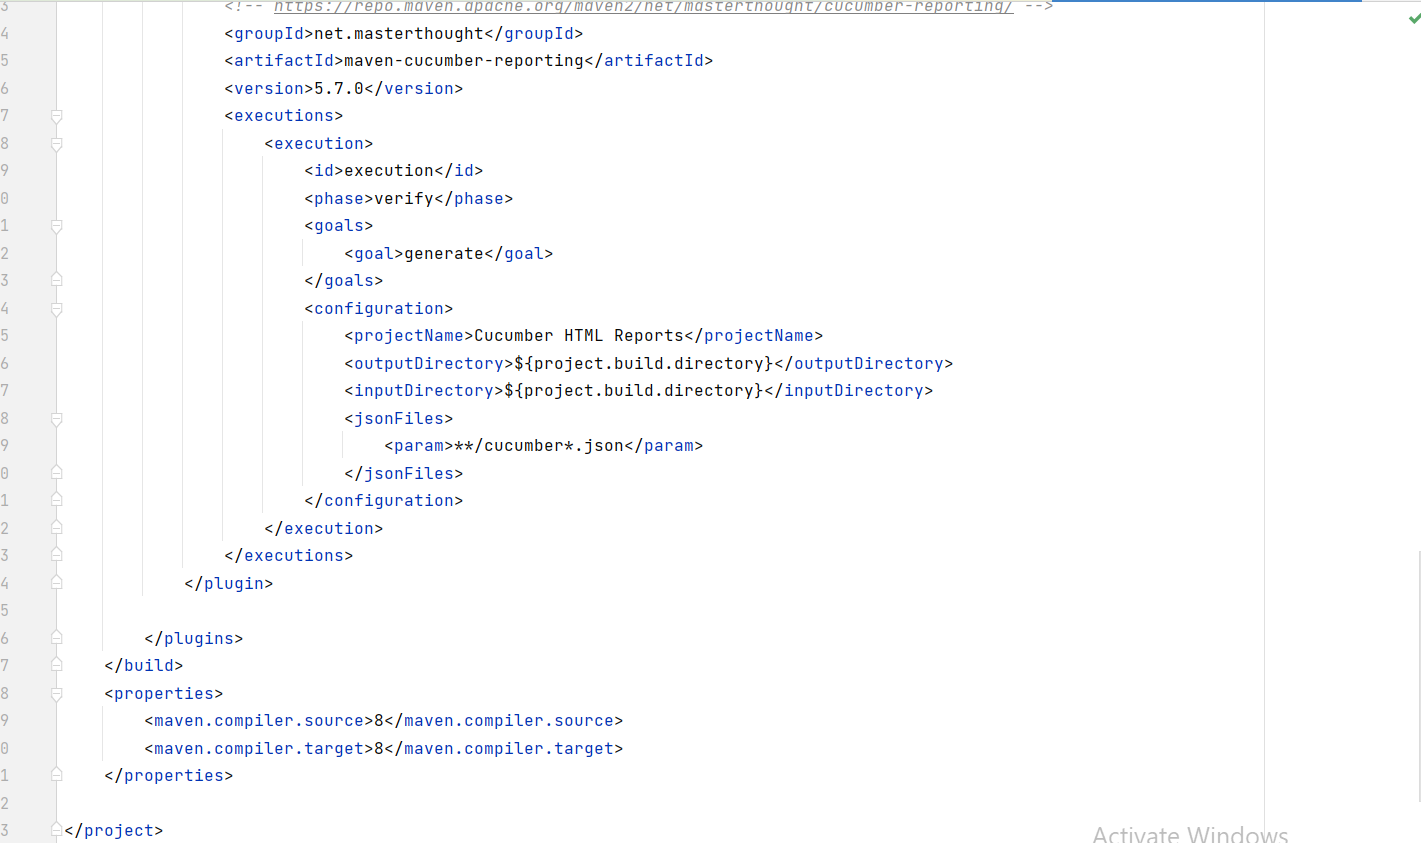 3 <!-- https://repo.maven.apache.org/maven2/net/masterthought/cucumber-reporting/ -->
4 <groupId>net.masterthought</groupId>
5 <artifactId>maven-cucumber-reporting</artifactId>
6 <version>5.7.0</version>
7 <executions>
8 <execution>
9 <id>execution</id>
0 <phase>verify</phase>
1 <goals>
2 <goal>generate</goal>
3 </goals>
4 <configuration>
5 <projectName>Cucumber HTML Reports</projectName>
6 <outputDirectory>${project.build.directory}</outputDirectory>
7 <inputDirectory>${project.build.directory}</inputDirectory>
8 <jsonFiles>
9 <param>**/cucumber*.json</param>
0 </jsonFiles>
1 </configuration>
2 </execution>
3 </executions>
4 </plugin>
5
6 </plugins>
7 </build>
8 <properties>
9 <maven.compiler.source>8</maven.compiler.source>
0 <maven.compiler.target>8</maven.compiler.target>
1 </properties>
2
3 </project>
Activate Windows